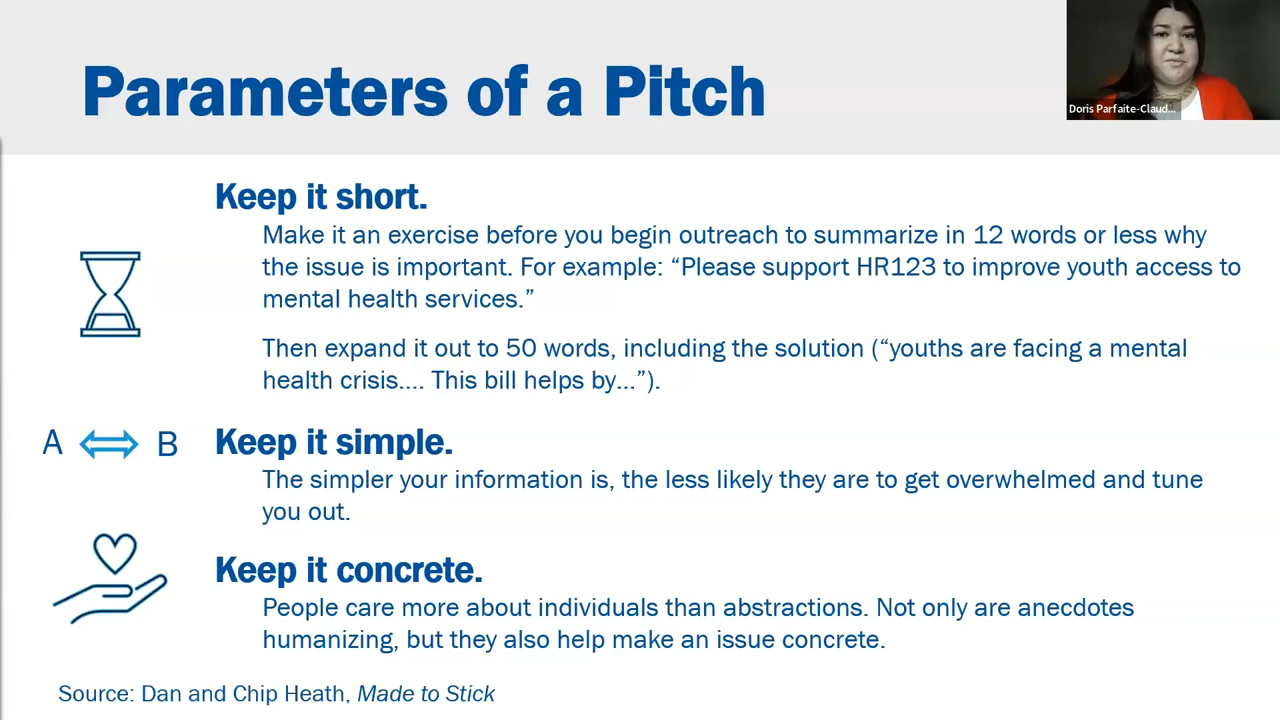 Parameters of a Pitch
Doris Parfaite-Claud...
Keep it short.
Make it an exercise before you begin outreach to summarize in 12 words or less why
the issue is important. For example: “Please support HR123 to improve youth access to
mental health services.”
Then expand it out to 50 words, including the solution (“youths are facing a mental
health crisis.... This bill helps by...”).
A B
Keep it simple.
The simpler your information is, the less likely they are to get overwhelmed and tune
you out.
Keep it concrete.
People care more about individuals than abstractions. Not only are anecdotes
humanizing, but they also help make an issue concrete.
Source: Dan and Chip Heath, Made to Stick